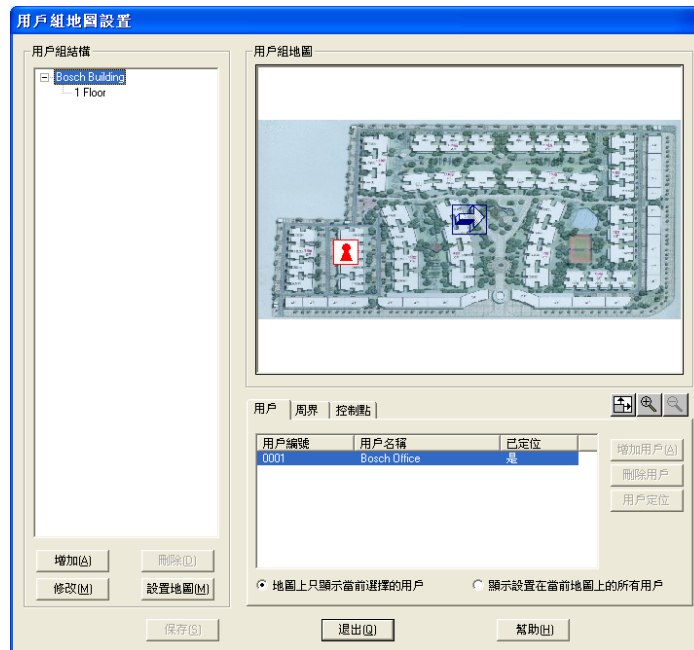 用戶組地圖設置
用戶組結構
Bosch Building
1 Floor
增加(A)
刪除(D)
修改(M)
設置地圖(M)
用戶組地圖
用戶
周界
控制點
用戶編號 用戶名稱 已定位
0001 Bosch Office 是
增加用戶(A)
刪除用戶
用戶定位
地圖上只顯示當前選擇的用戶
顯示設置在當前地圖上的所有用戶
保存(S)
退出(Q)
幫助(H)